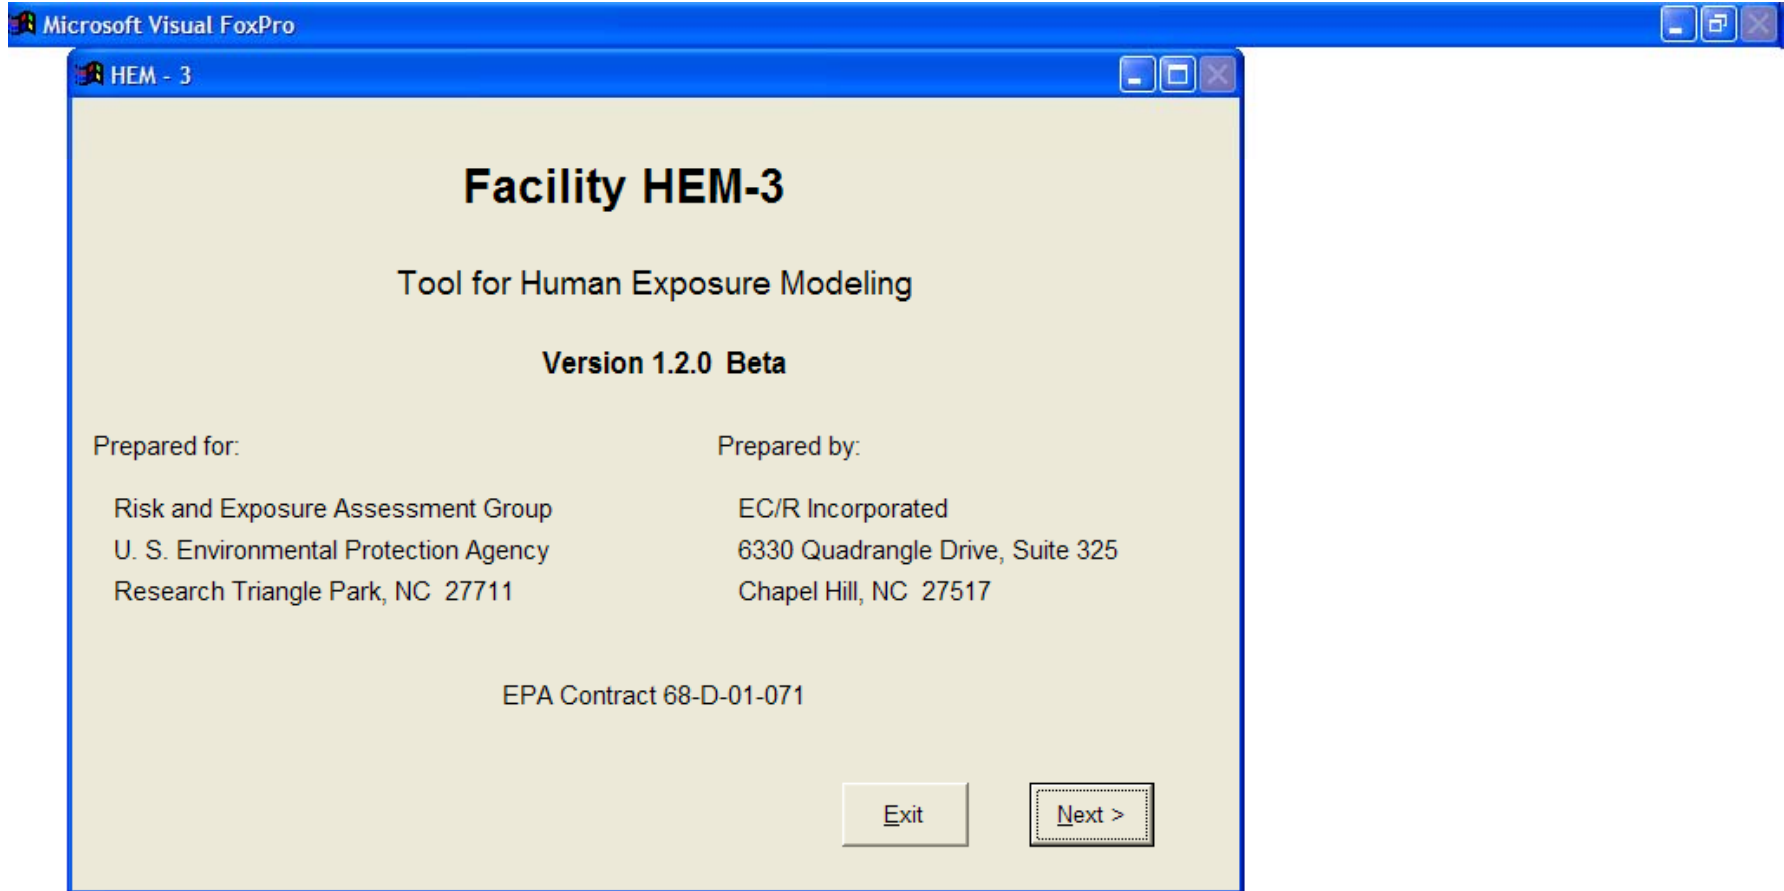 Microsoft Visual FoxPro
HEM - 3
Facility HEM-3
Tool for Human Exposure Modeling
Version 1.2.0  Beta
Prepared for:
Risk and Exposure Assessment Group
U. S. Environmental Protection Agency
Research Triangle Park, NC  27711
Prepared by:
EC/R Incorporated
6330 Quadrangle Drive, Suite 325
Chapel Hill, NC  27517
EPA Contract 68-D-01-071
Exit
Next >